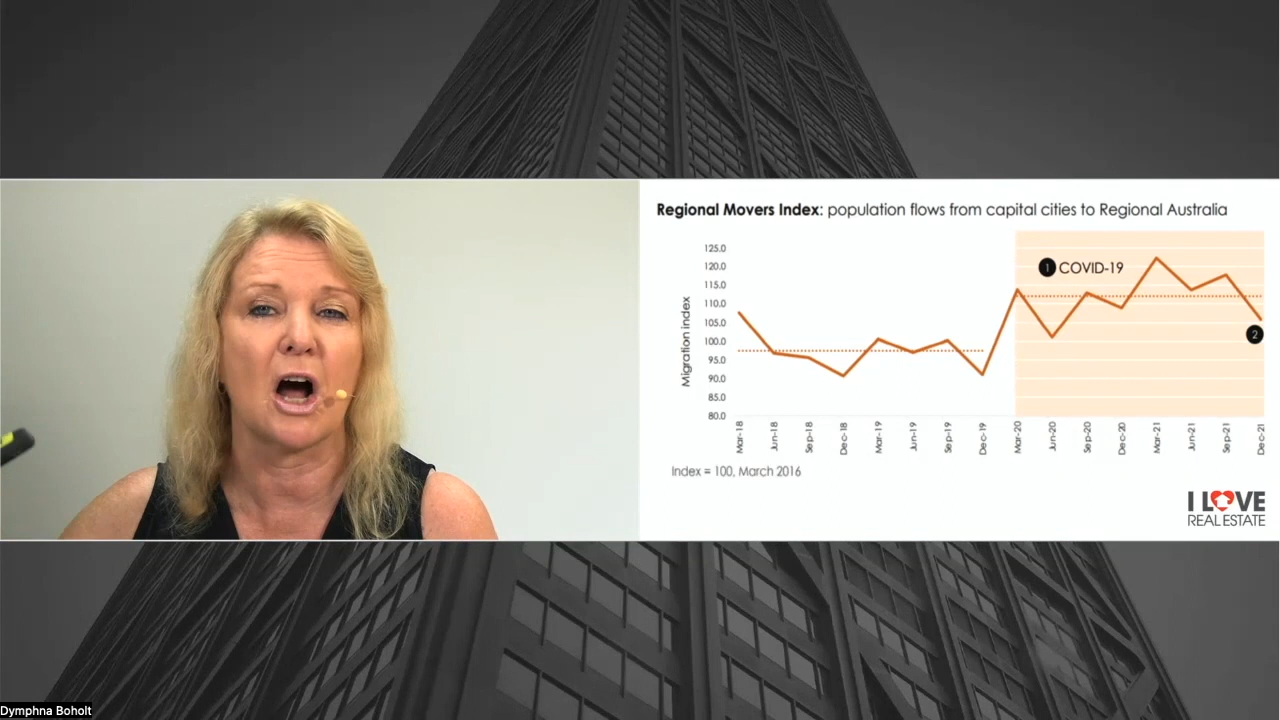 Regional Movers Index: population flows from capital cities to Regional Australia
125.0
120.0
115.0
110.0
105.0
100.0
95.0
90.0
85.0
80.0
Migration index
1 COVID-19
2
Mar-18
Jun-18
Sep-18
Dec-18
Mar-19
Jun-19
Sep-19
Dec-19
Mar-20
Jun-20
Sep-20
Dec-20
Mar-21
Jun-21
Sep-21
Dec-21
Index = 100, March 2016
I LOVE
REAL ESTATE
Dymphna Boholt